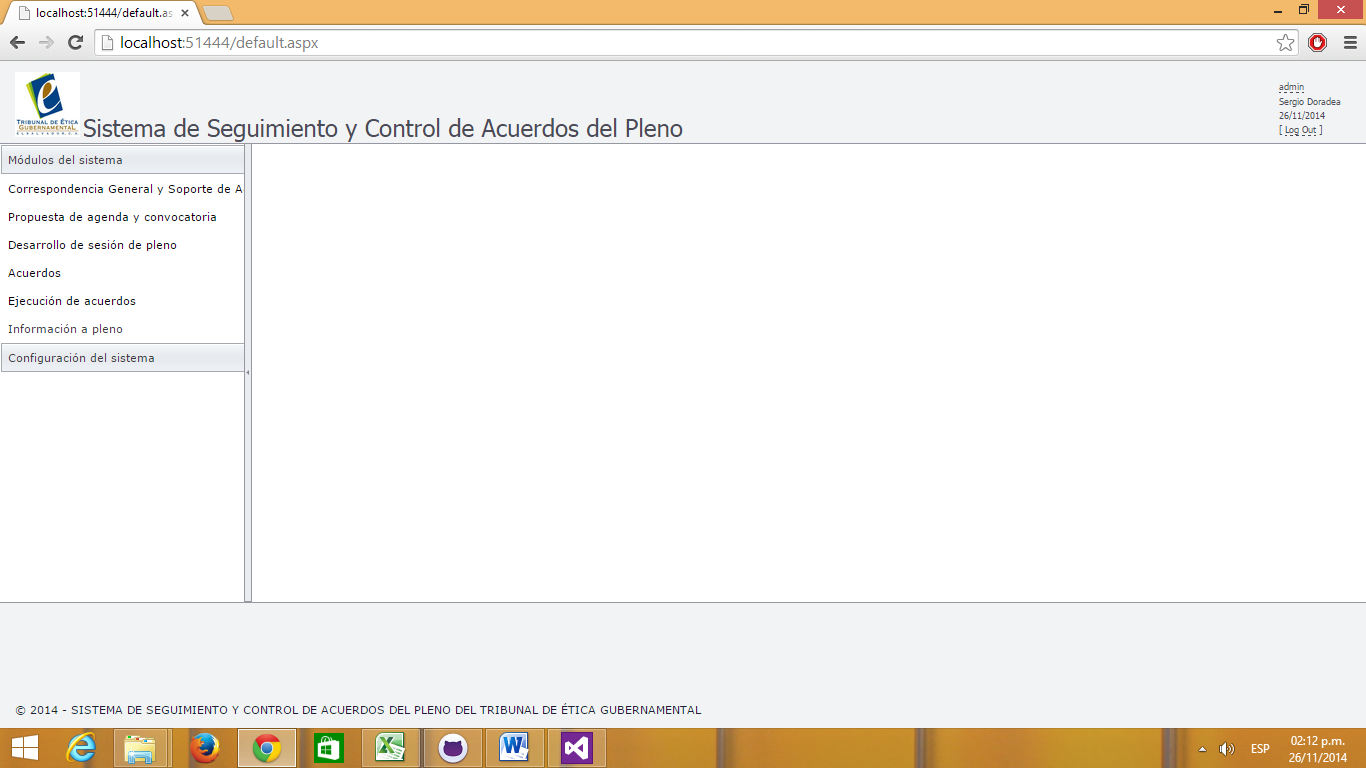 localhost:51444/default.as
localhost:51444/default.aspx
TRIBUNAL DE ÉTICA
GUBERNAMENTAL
Sistema de Seguimiento y Control de Acuerdos del Pleno
admin
Sergio Doradea
26/11/2014
[ Log Out ]
Módulos del sistema
Correspondencia General y Soporte de A
Propuesta de agenda y convocatoria
Desarrollo de sesión de pleno
Acuerdos
Ejecución de acuerdos
Información a pleno
Configuración del sistema
© 2014 - SISTEMA DE SEGUIMIENTO Y CONTROL DE ACUERDOS DEL PLENO DEL TRIBUNAL DE ÉTICA GUBERNAMENTAL
ESP
02:12 p.m.
26/11/2014